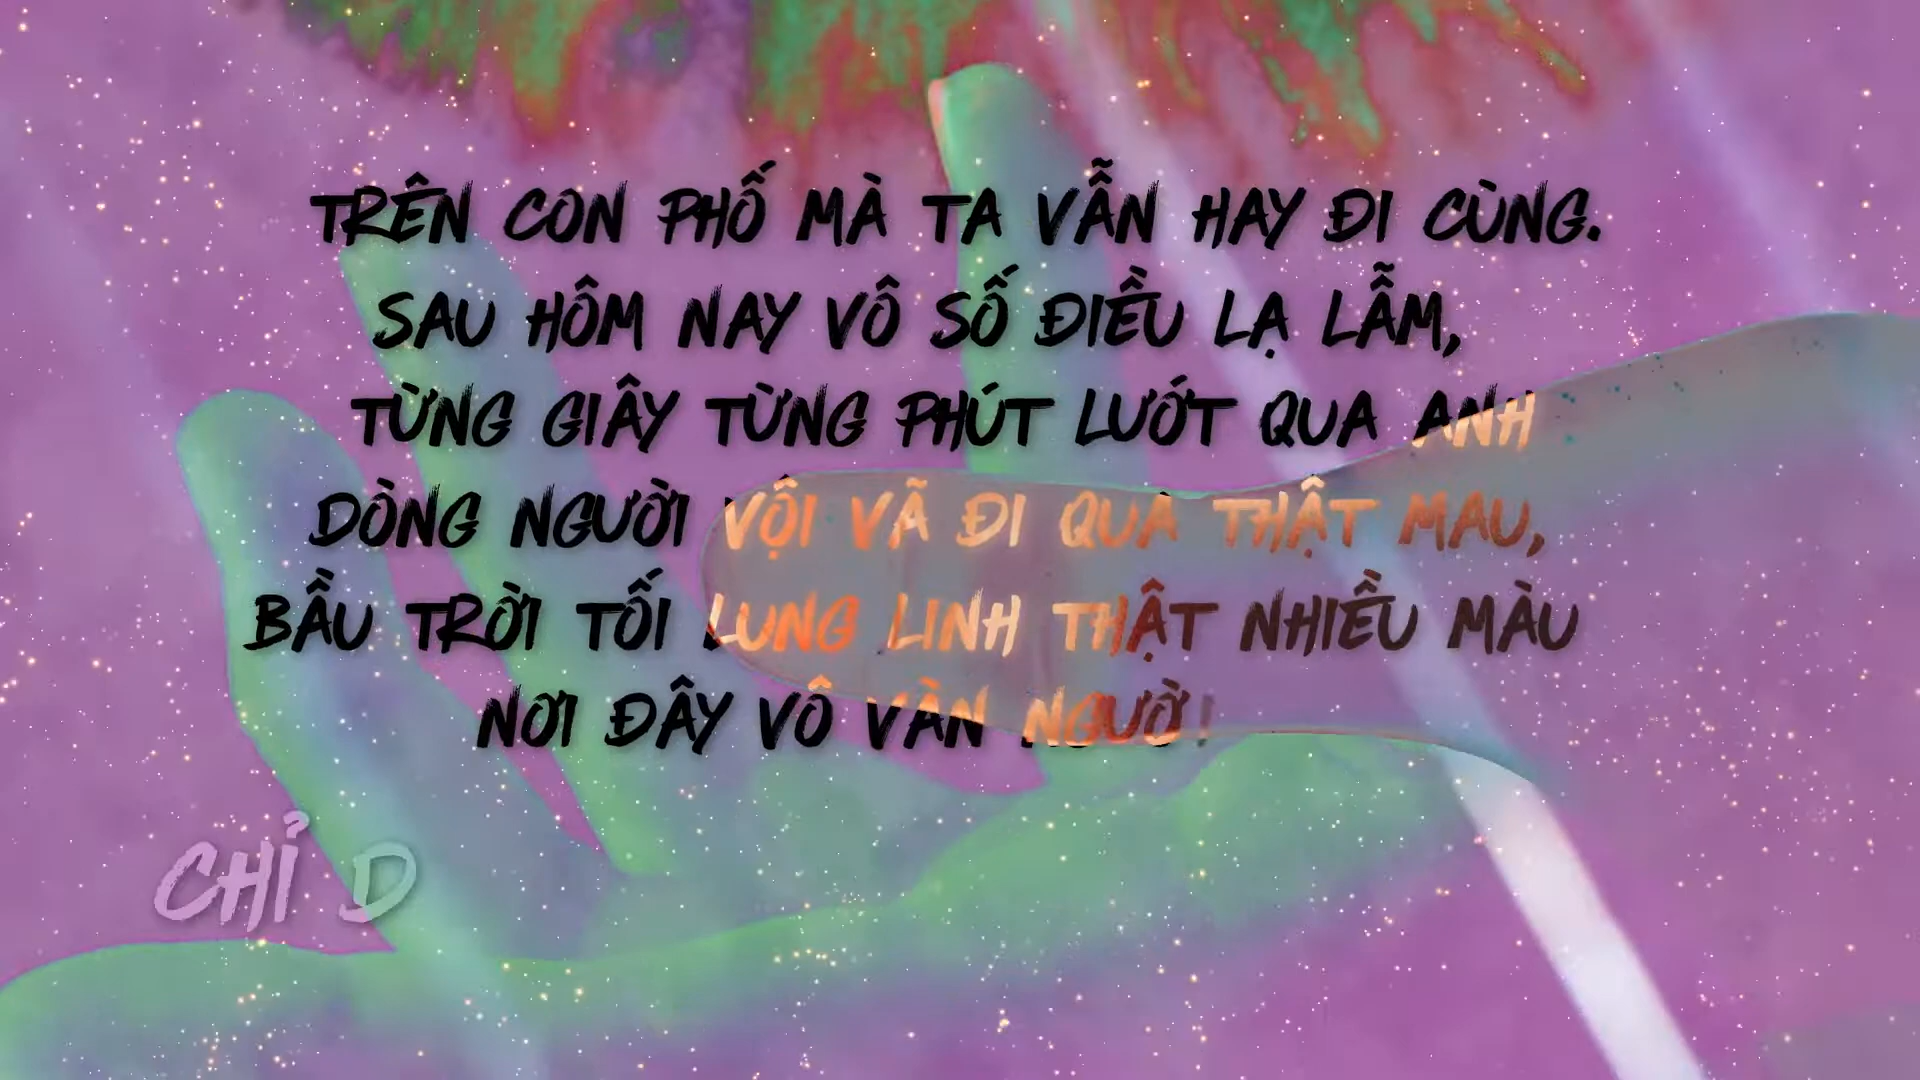 TRÊN CON PHỐ MÀ TA VẪN HAY ĐI CÙNG.
SAU HÔM NAY VÔ SỐ ĐIỀU LẠ LẪM,
TỪNG GIÂY TỪNG PHÚT LƯỚT QUA ANH
DÒNG NGƯỜI VỘI VÃ ĐI QUA THẬT MAU,
BẦU TRỜI TỐI LUNG LINH THẬT NHIỀU MÀU
NƠI ĐÂY VÔ VÀN NGƯỜI
CHỈ D